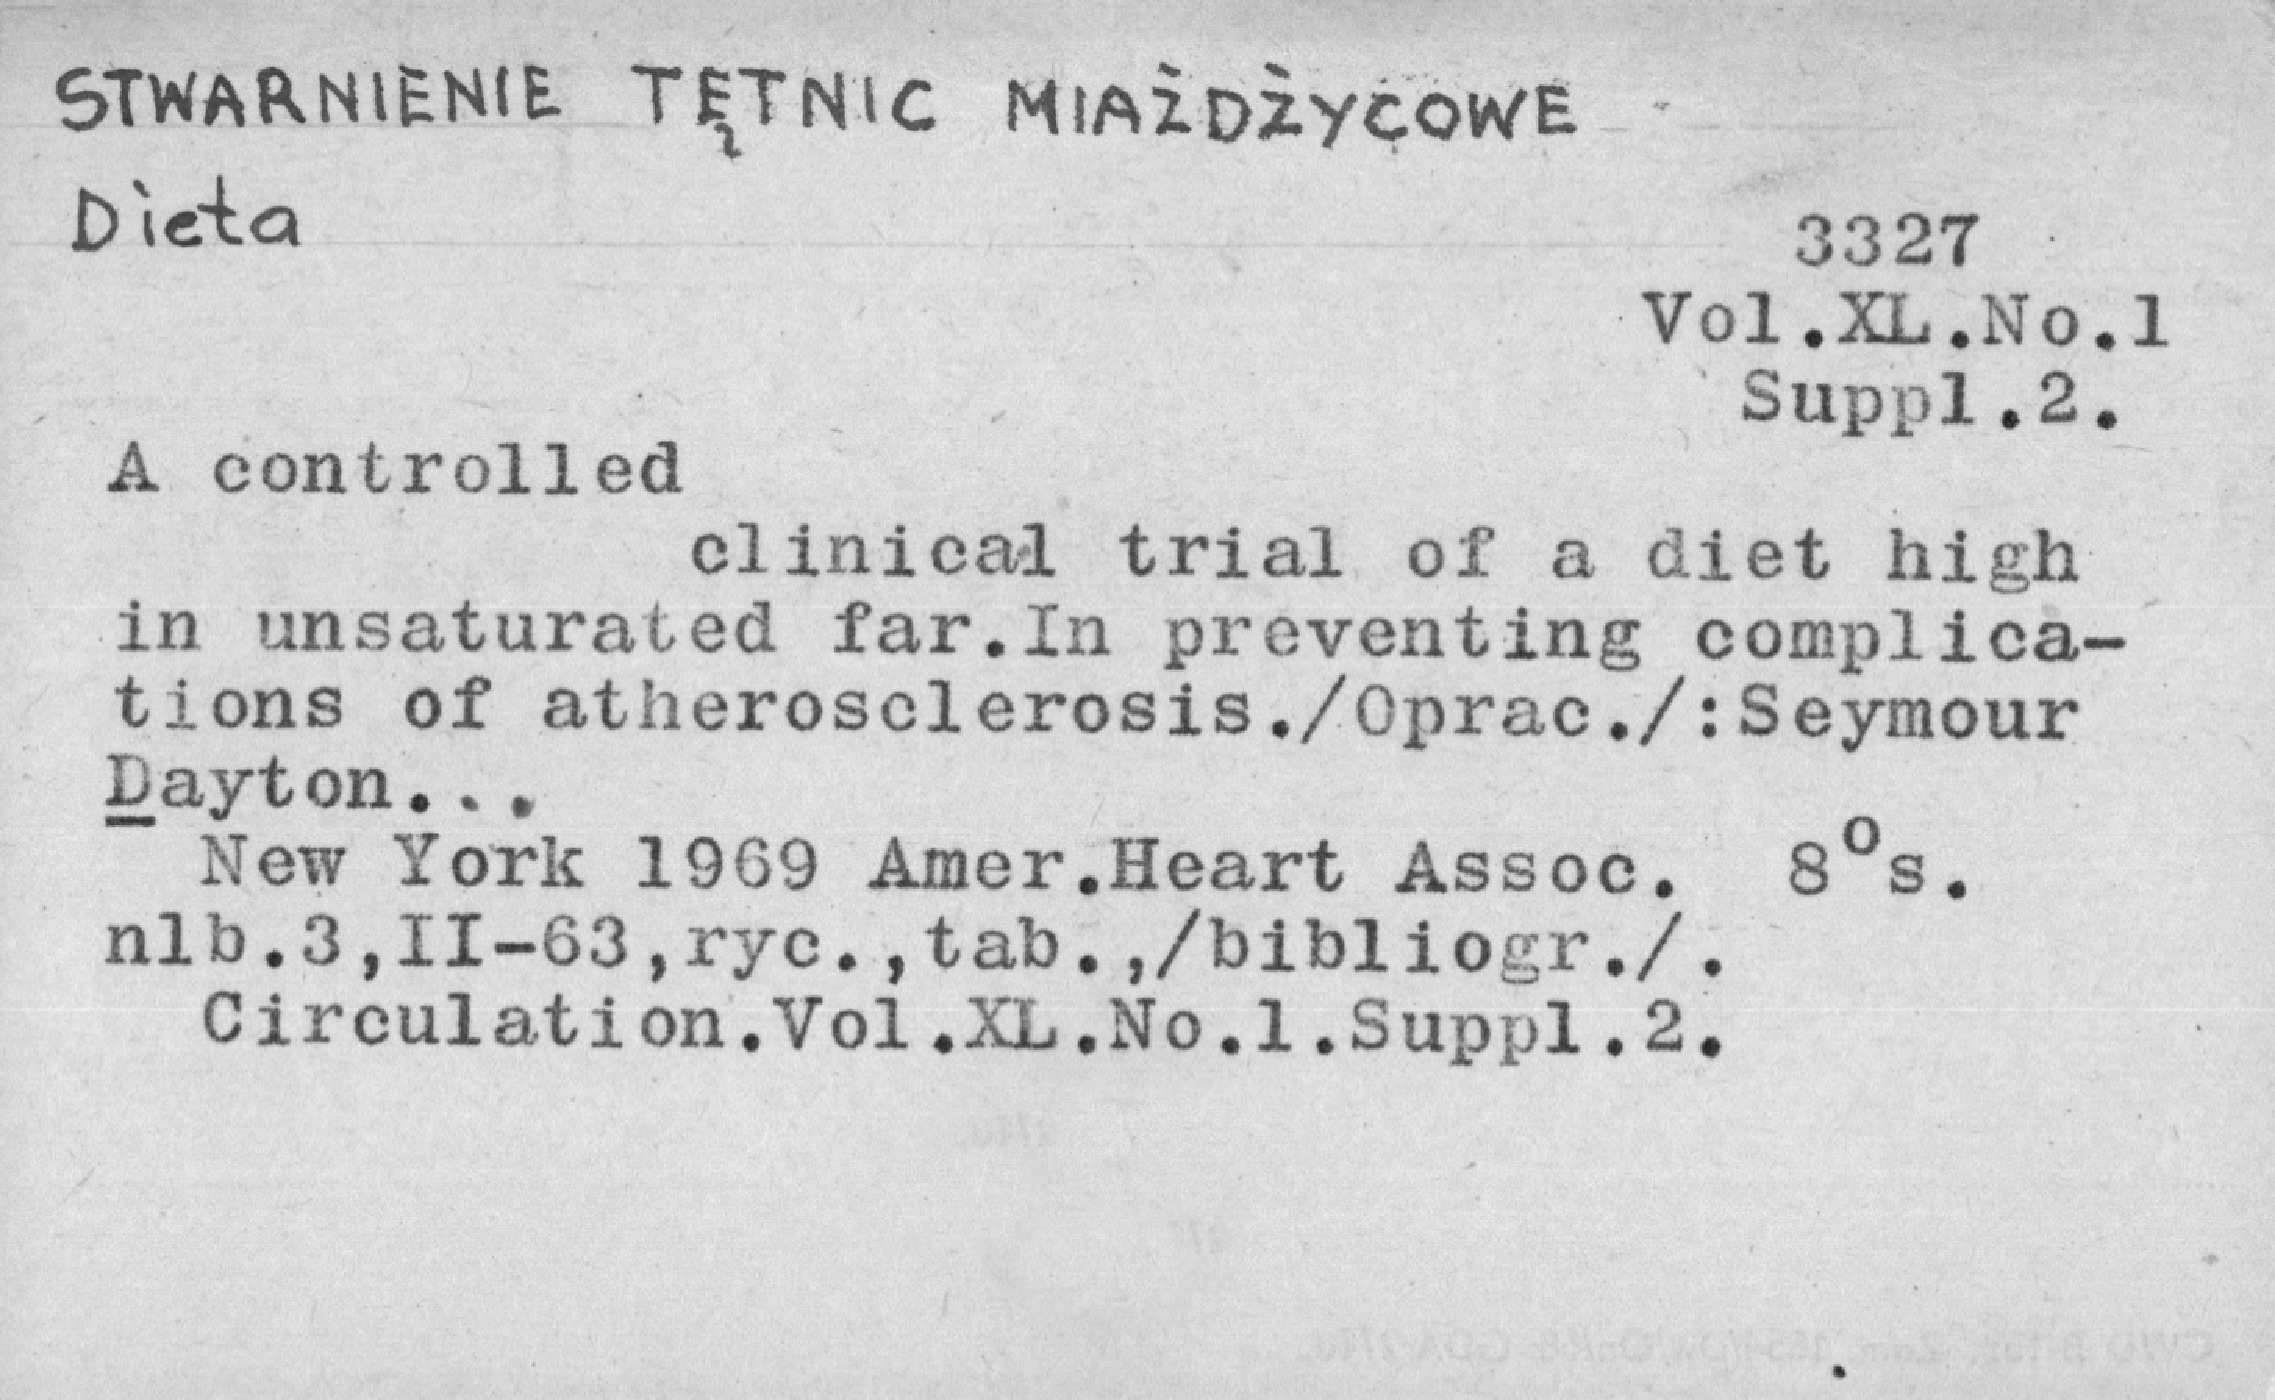 STWARNIENIE TĘTNIC MIAŻDŻYCOWE
Dieta
3327
Vol.XL.No.1
Suppl.2.
A controlled
clinical trial of a diet high
in unsaturated far.In preventing complica-
tions of atherosclerosis./Oprac./:Seymour
Dayton...
New York 1969 Amer.Heart Assoc. 8°s.
nlb.3,II-63,ryc.,tab.,/bibliogr./.
Circulation.Vol.XL.No.1.Suppl.2.